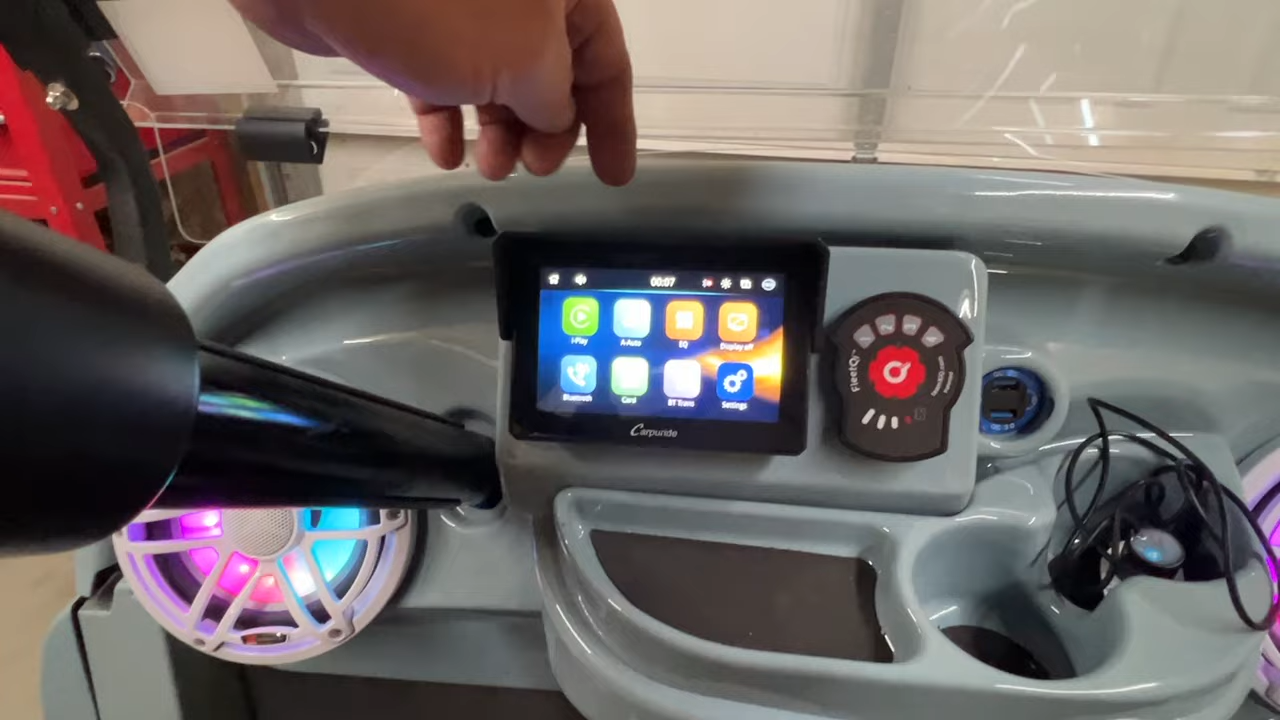 00:07
i-Play
A-Auto
EQ
Display off
Bluetooth
Card
BT Trans
Settings
Carpuride
FleetQ